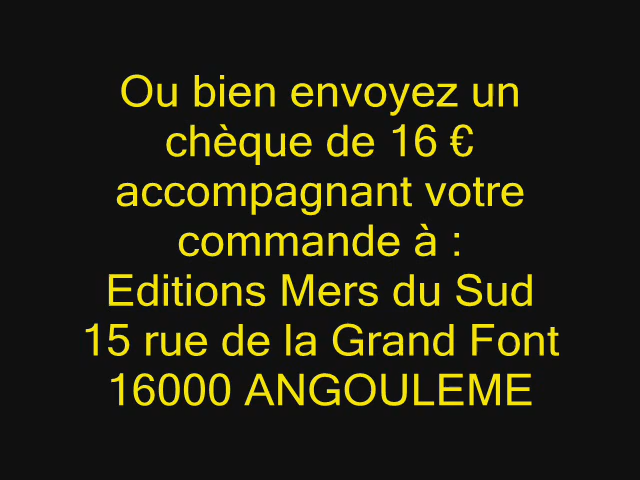 Ou bien envoyez un
chèque de 16 €
accompagnant votre
commande à :
Editions Mers du Sud
15 rue de la Grand Font
16000 ANGOULEME